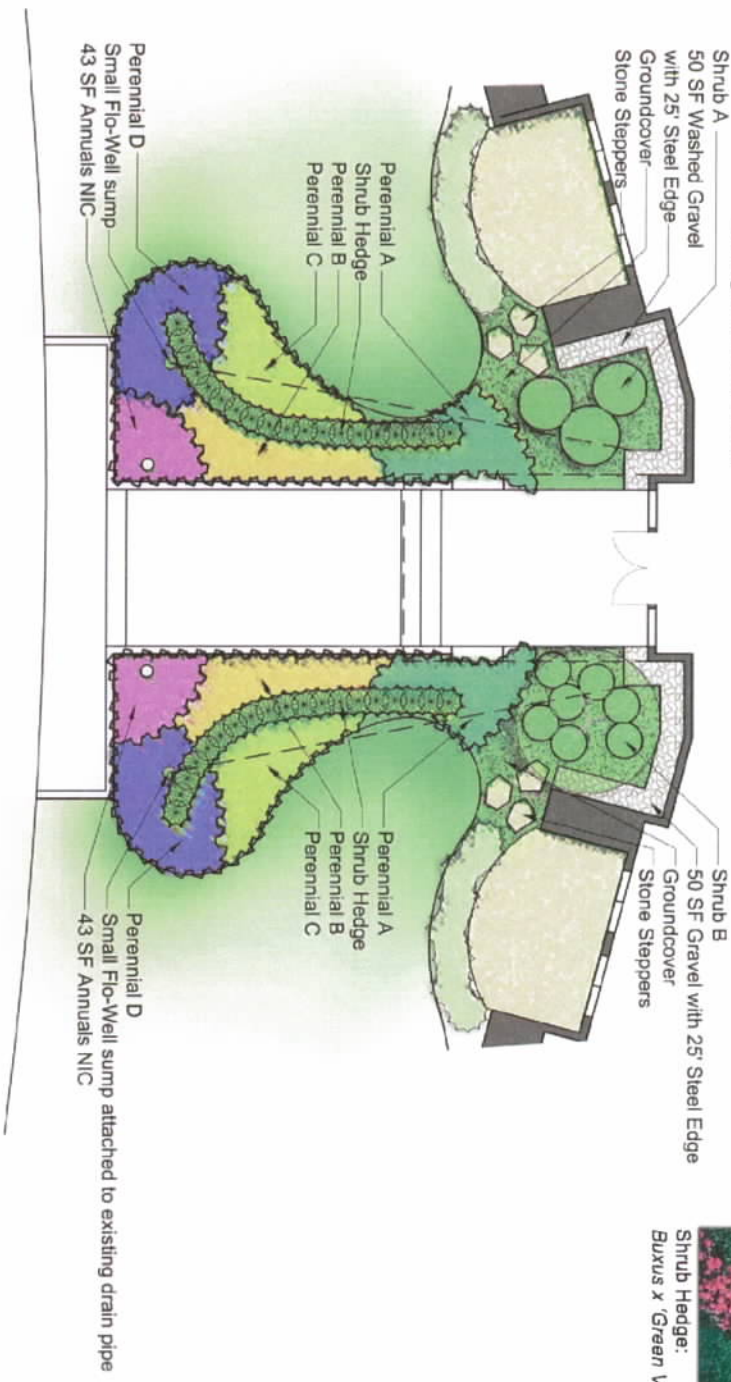 Shrub A
50 SF Washed Gravel
with 25' Steel Edge
Groundcover
Stone Steppers
Perennial A
Shrub Hedge
Perennial B
Perennial C
Perennial D
Small Flo-Well sump
43 SF Annuals NIC
Shrub B
50 SF Gravel with 25' Steel Edge
Groundcover
Stone Steppers
Perennial A
Shrub Hedge
Perennial B
Perennial C
Perennial D
Small Flo-Well sump attached to existing drain pipe
43 SF Annuals NIC
Shrub Hedge:
Buxus x 'Green